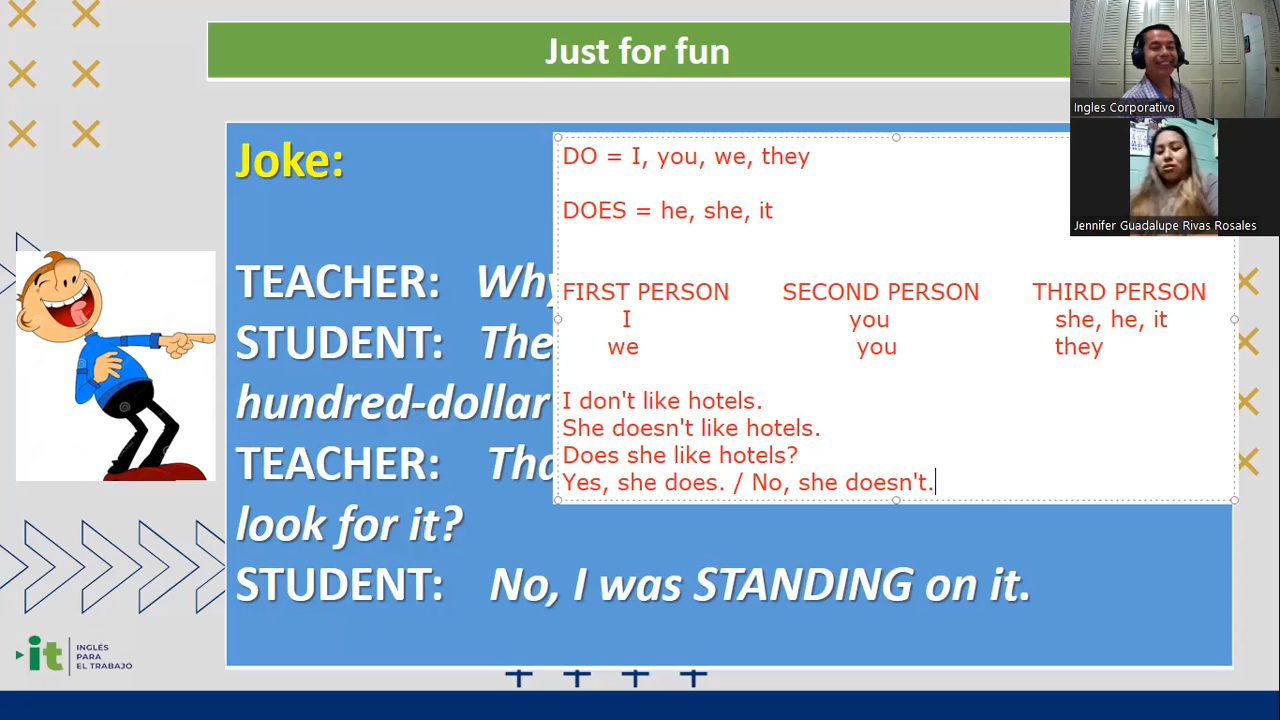 Just for fun
Ingles Corporativo
Jennifer Guadalupe Rivas Rosales
Joke:
TEACHER: Why
STUDENT: The
hundred-dollar
TEACHER: Tha
look for it?
STUDENT: No, I was STANDING on it.
DO = I, you, we, they
DOES = he, she, it
FIRST PERSON SECOND PERSON THIRD PERSON
I you she, he, it
we you they
I don't like hotels.
She doesn't like hotels.
Does she like hotels?
Yes, she does. / No, she doesn't.
it INGLÉS
PARA
EL TRABAJO